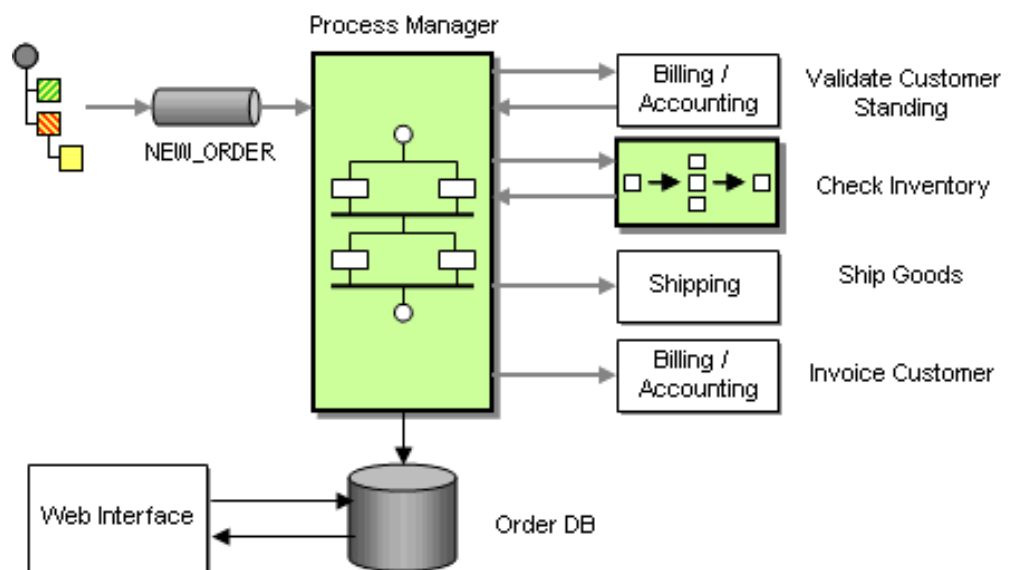 Process Manager
NEW_ORDER
Billing /
Accounting
Validate Customer
Standing
Check Inventory
Shipping
Ship Goods
Billing /
Accounting
Invoice Customer
Web Interface
Order DB